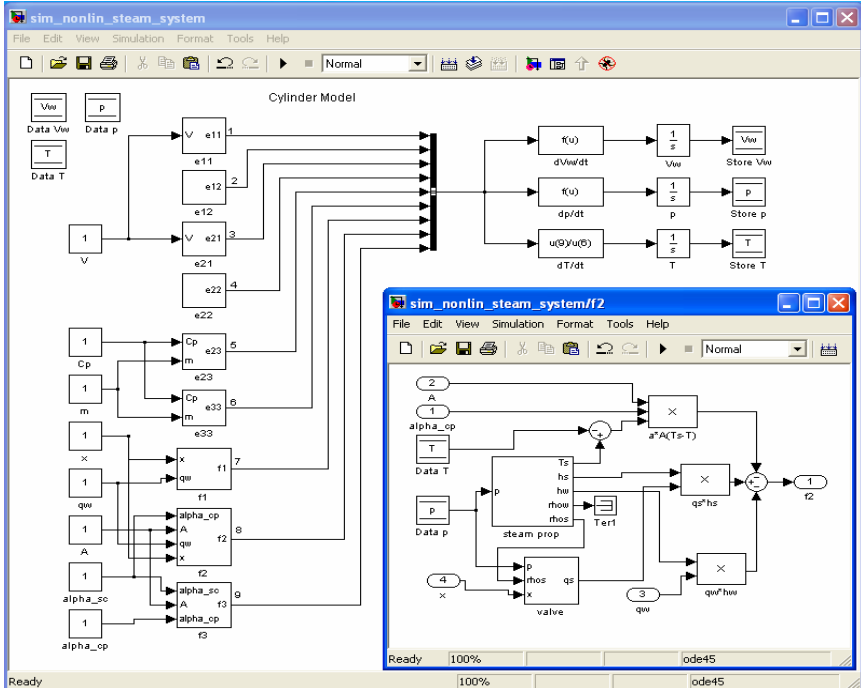 sim_nonlin_steam_system
File Edit View Simulation Format Tools Help
Normal
Cylinder Model
Vw
Data Vw
p
Data p
T
Data T
1
V
V e11
e11
1
e12
e12
2
V e21
e21
3
e22
e22
4
1
Cp
1
m
Cp
m
e23
e23
5
Cp
m
e33
e33
6
1
x
1
qw
x
qw
f1
f1
7
1
A
1
alpha_sc
1
alpha_cp
alpha_cp
A
qw
x
f2
f2
8
alpha_sc
A
alpha_cp
f3
f3
9
f(u)
dVw/dt
1
s
Vw
Vw
Store Vw
f(u)
dp/dt
1
s
p
p
Store p
u(9)/u(6)
dT/dt
1
s
T
T
Store T
sim_nonlin_steam_system/f2
File Edit View Simulation Format Tools Help
Normal
2
A
1
alpha_cp
T
Data T
p
Data p
4
x
p
Ts
hs
hw
rhow
rhos
steam prop
Ter1
p
rhos
x
qs
valve
- +
×
a*A(Ts-T)
×
qs*hs
3
qw
×
qw*hw
+ - -
1
f2
Ready 100% ode45
Ready 100% ode45